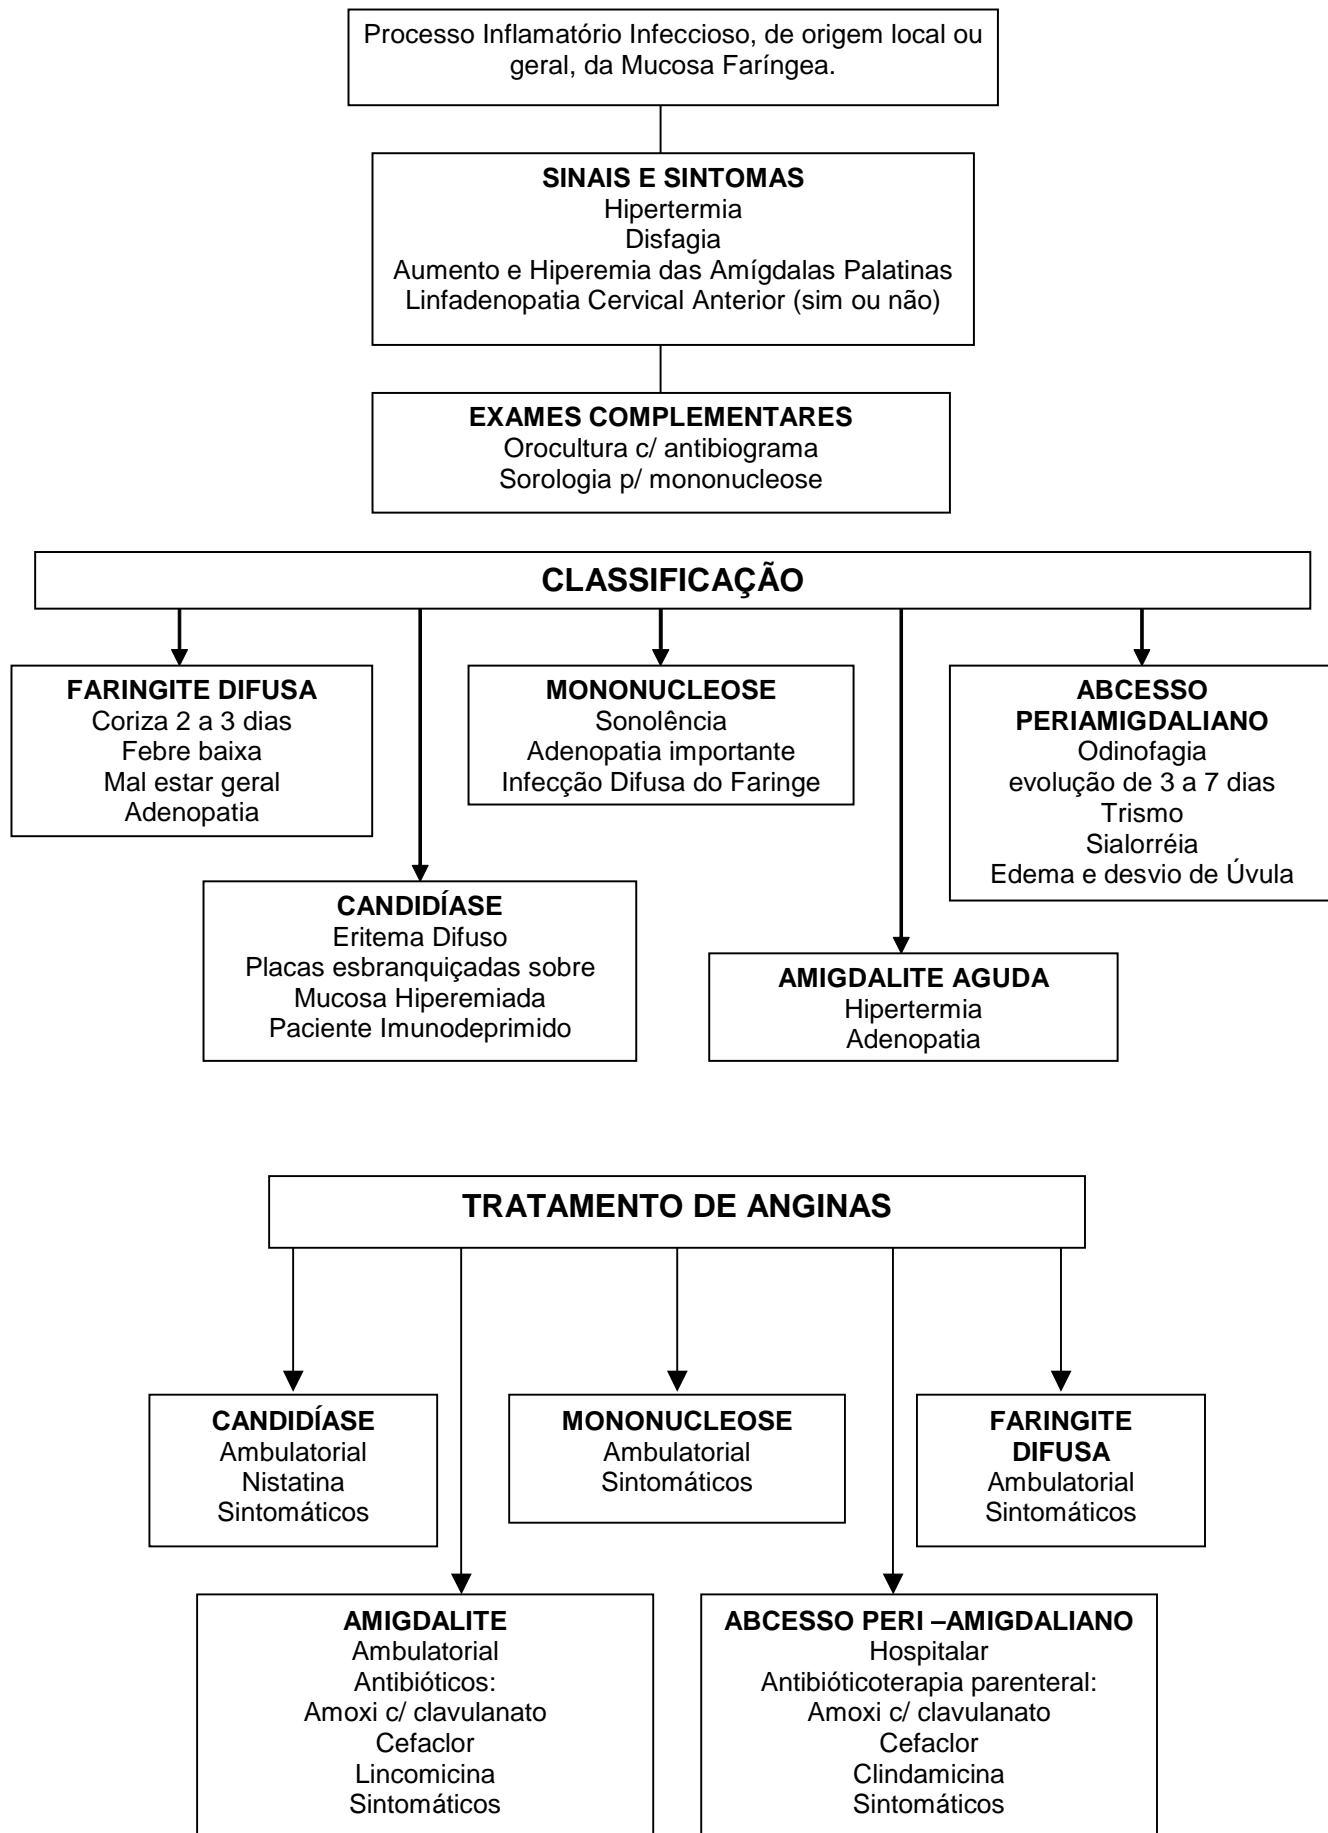 Processo Inflamatório Infeccioso, de origem local ou
geral, da Mucosa Faríngea.
SINAIS E SINTOMAS
Hipertermia
Disfagia
Aumento e Hiperemia das Amígdalas Palatinas
Linfadenopatia Cervical Anterior (sim ou não)
EXAMES COMPLEMENTARES
Orocultura c/ antibiograma
Sorologia p/ mononucleose
CLASSIFICAÇÃO
FARINGITE DIFUSA
Coriza 2 a 3 dias
Febre baixa
Mal estar geral
Adenopatia
MONONUCLEOSE
Sonolência
Adenopatia importante
Infecção Difusa do Faringe
ABCESSO
PERIAMIGDALIANO
Odinofagia
evolução de 3 a 7 dias
Trismo
Sialorréia
Edema e desvio de Úvula
CANDIDÍASE
Eritema Difuso
Placas esbranquiçadas sobre
Mucosa Hiperemiada
Paciente Imunodeprimido
AMIGDALITE AGUDA
Hipertermia
Adenopatia
TRATAMENTO DE ANGINAS
CANDIDÍASE
Ambulatorial
Nistatina
Sintomáticos
MONONUCLEOSE
Ambulatorial
Sintomáticos
FARINGITE
DIFUSA
Ambulatorial
Sintomáticos
AMIGDALITE
Ambulatorial
Antibióticos:
Amoxi c/ clavulanato
Cefaclor
Lincomicina
Sintomáticos
ABCESSO PERI –AMIGDALIANO
Hospitalar
Antibióticoterapia parenteral:
Amoxi c/ clavulanato
Cefaclor
Clindamicina
Sintomáticos